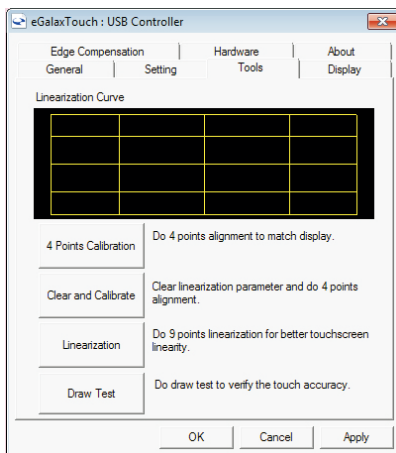 eGalaxTouch : USB Controller
Edge Compensation Hardware About
General Setting Tools Display
Linearization Curve
4 Points Calibration
Do 4 points alignment to match display.
Clear and Calibrate
Clear linearization parameter and do 4 points
alignment.
Linearization
Do 9 points linearization for better touchscreen
linearity.
Draw Test
Do draw test to verify the touch accuracy.
OK Cancel Apply